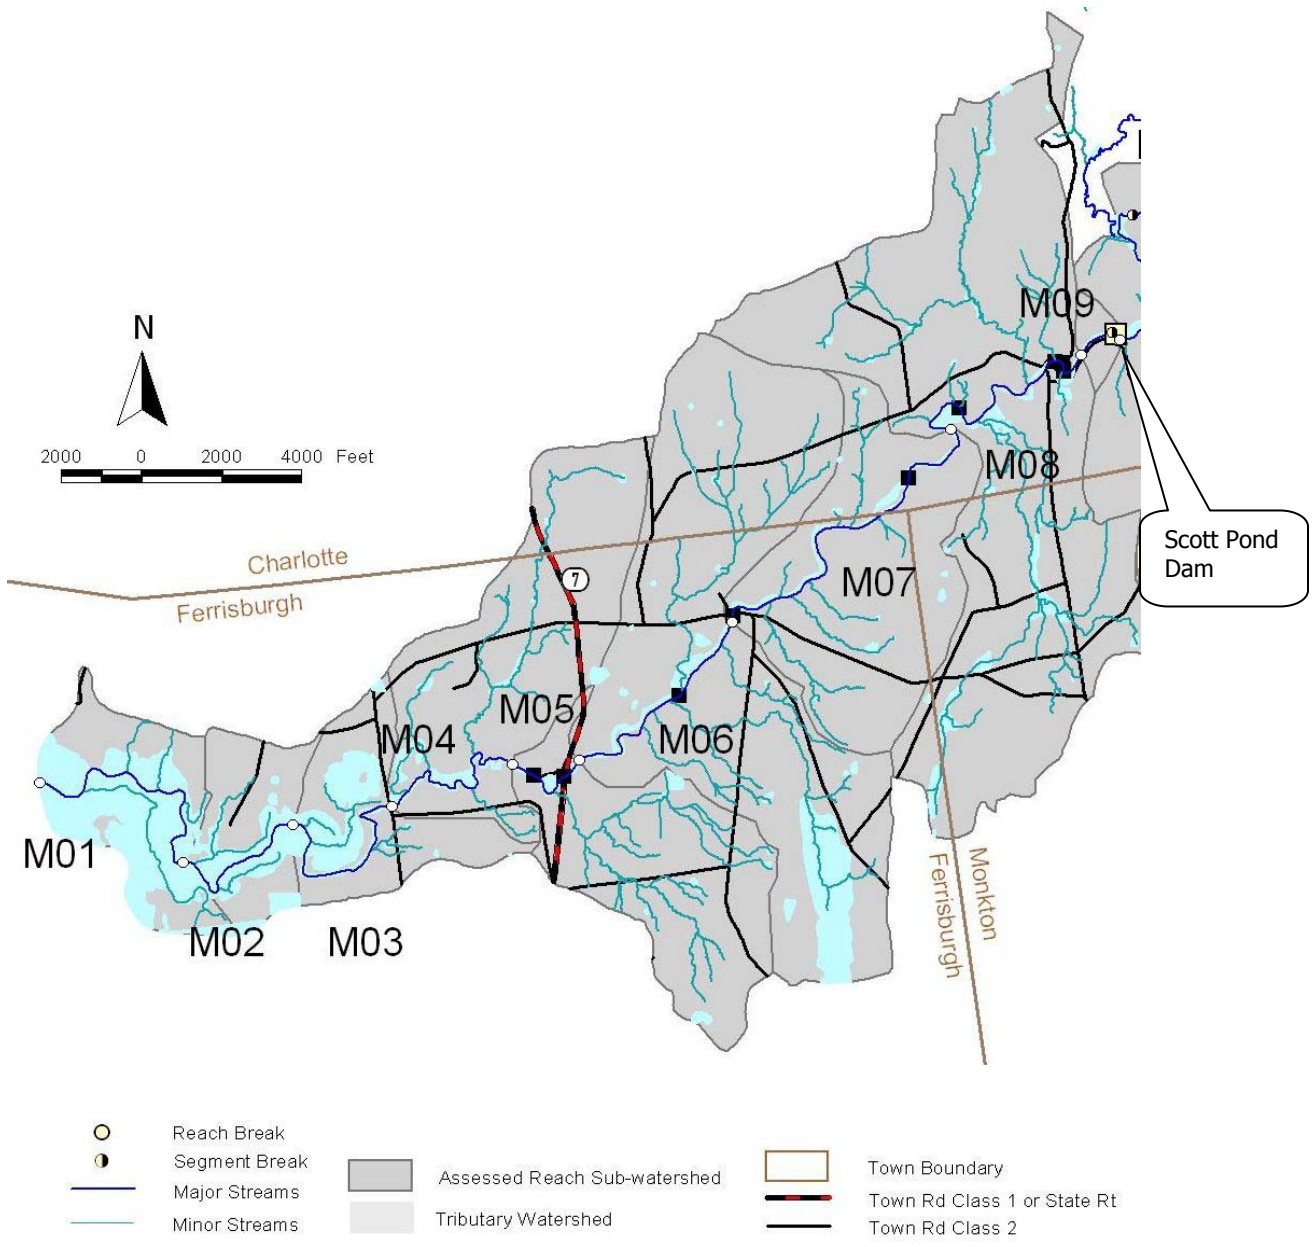 M09
N
2000 0 2000 4000 Feet
M08
Scott Pond
Dam
Charlotte
Ferrisburgh
7
M07
M05
M04
M06
M01
M02
M03
Monkton
Ferrisburgh
Reach Break
Segment Break
Major Streams
Minor Streams
Assessed Reach Sub-watershed
Tributary Watershed
Town Boundary
Town Rd Class 1 or State Rt
Town Rd Class 2